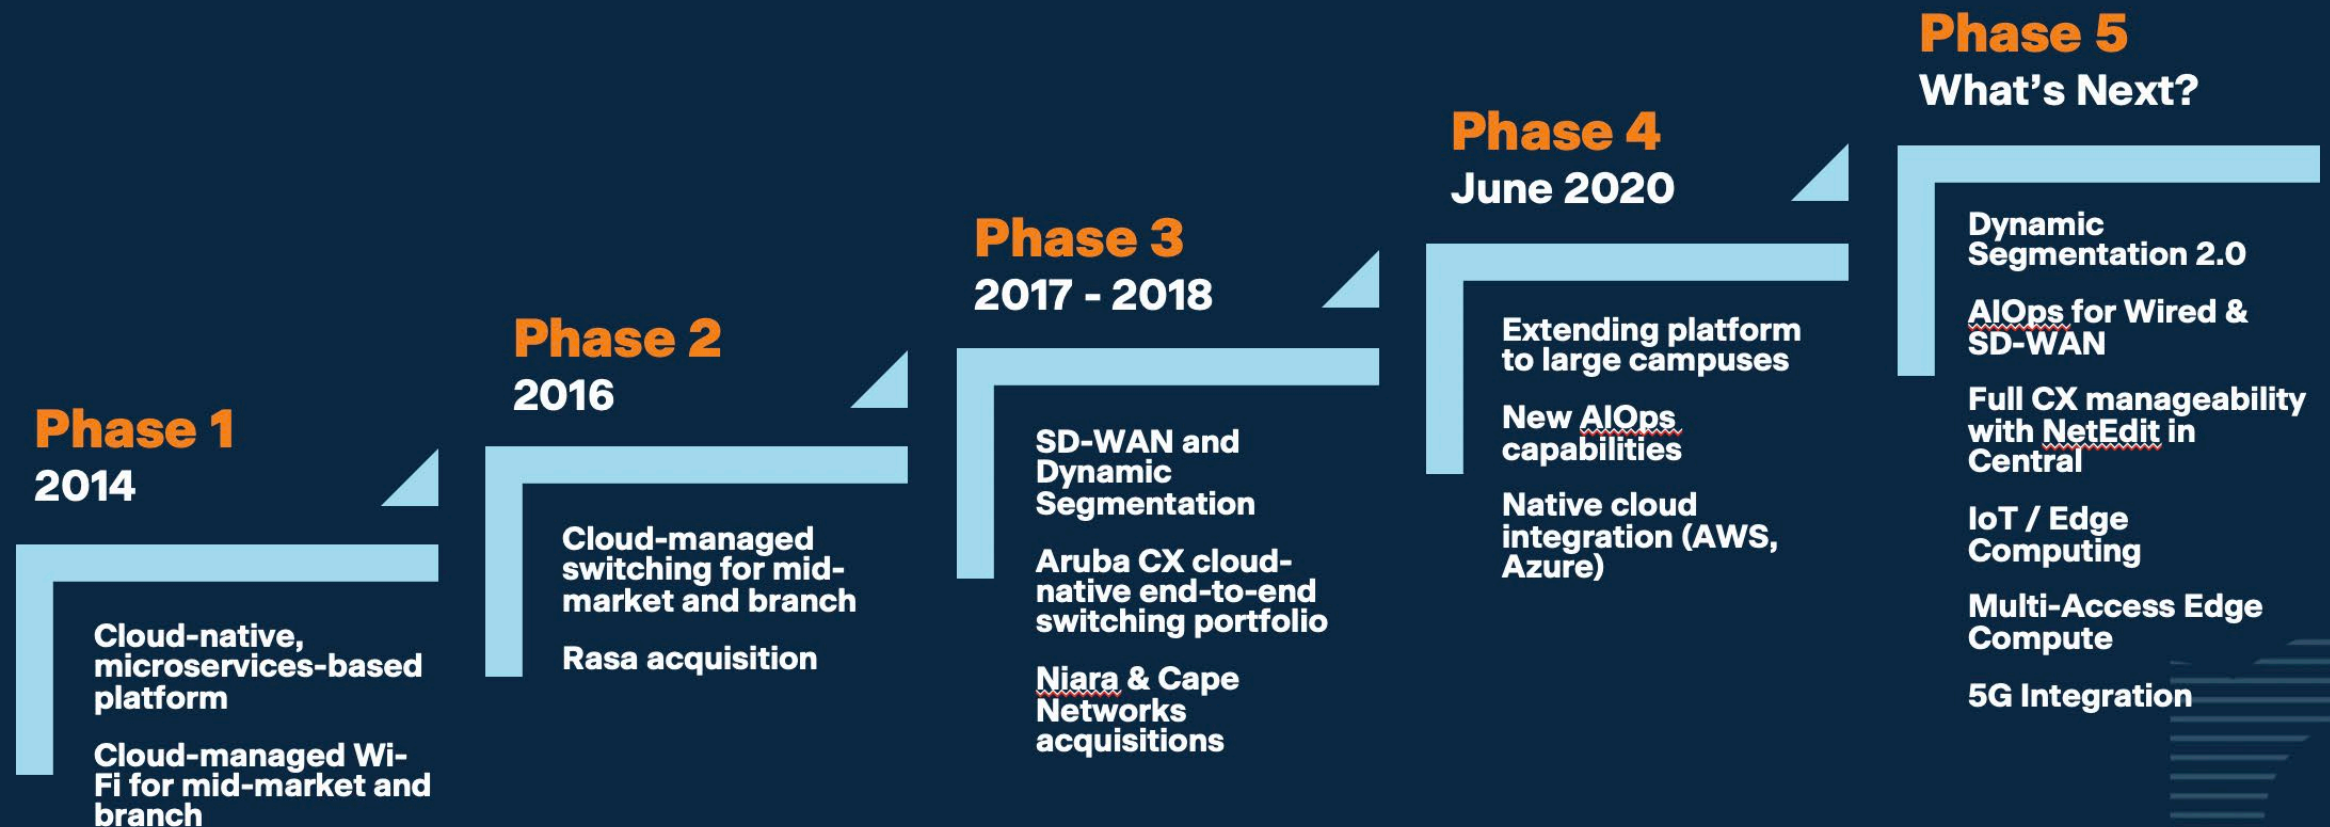 Phase 1
2014
Cloud-native,
microservices-based
platform
Cloud-managed Wi-
Fi for mid-market and
branch
Phase 2
2016
Cloud-managed
switching for mid-
market and branch
Rasa acquisition
Phase 3
2017 - 2018
SD-WAN and
Dynamic
Segmentation
Aruba CX cloud-
native end-to-end
switching portfolio
Niara & Cape
Networks
acquisitions
Phase 4
June 2020
Extending platform
to large campuses
New AIOps
capabilities
Native cloud
integration (AWS,
Azure)
Phase 5
What's Next?
Dynamic
Segmentation 2.0
AIOps for Wired &
SD-WAN
Full CX manageability
with NetEdit in
Central
IoT / Edge
Computing
Multi-Access Edge
Compute
5G Integration